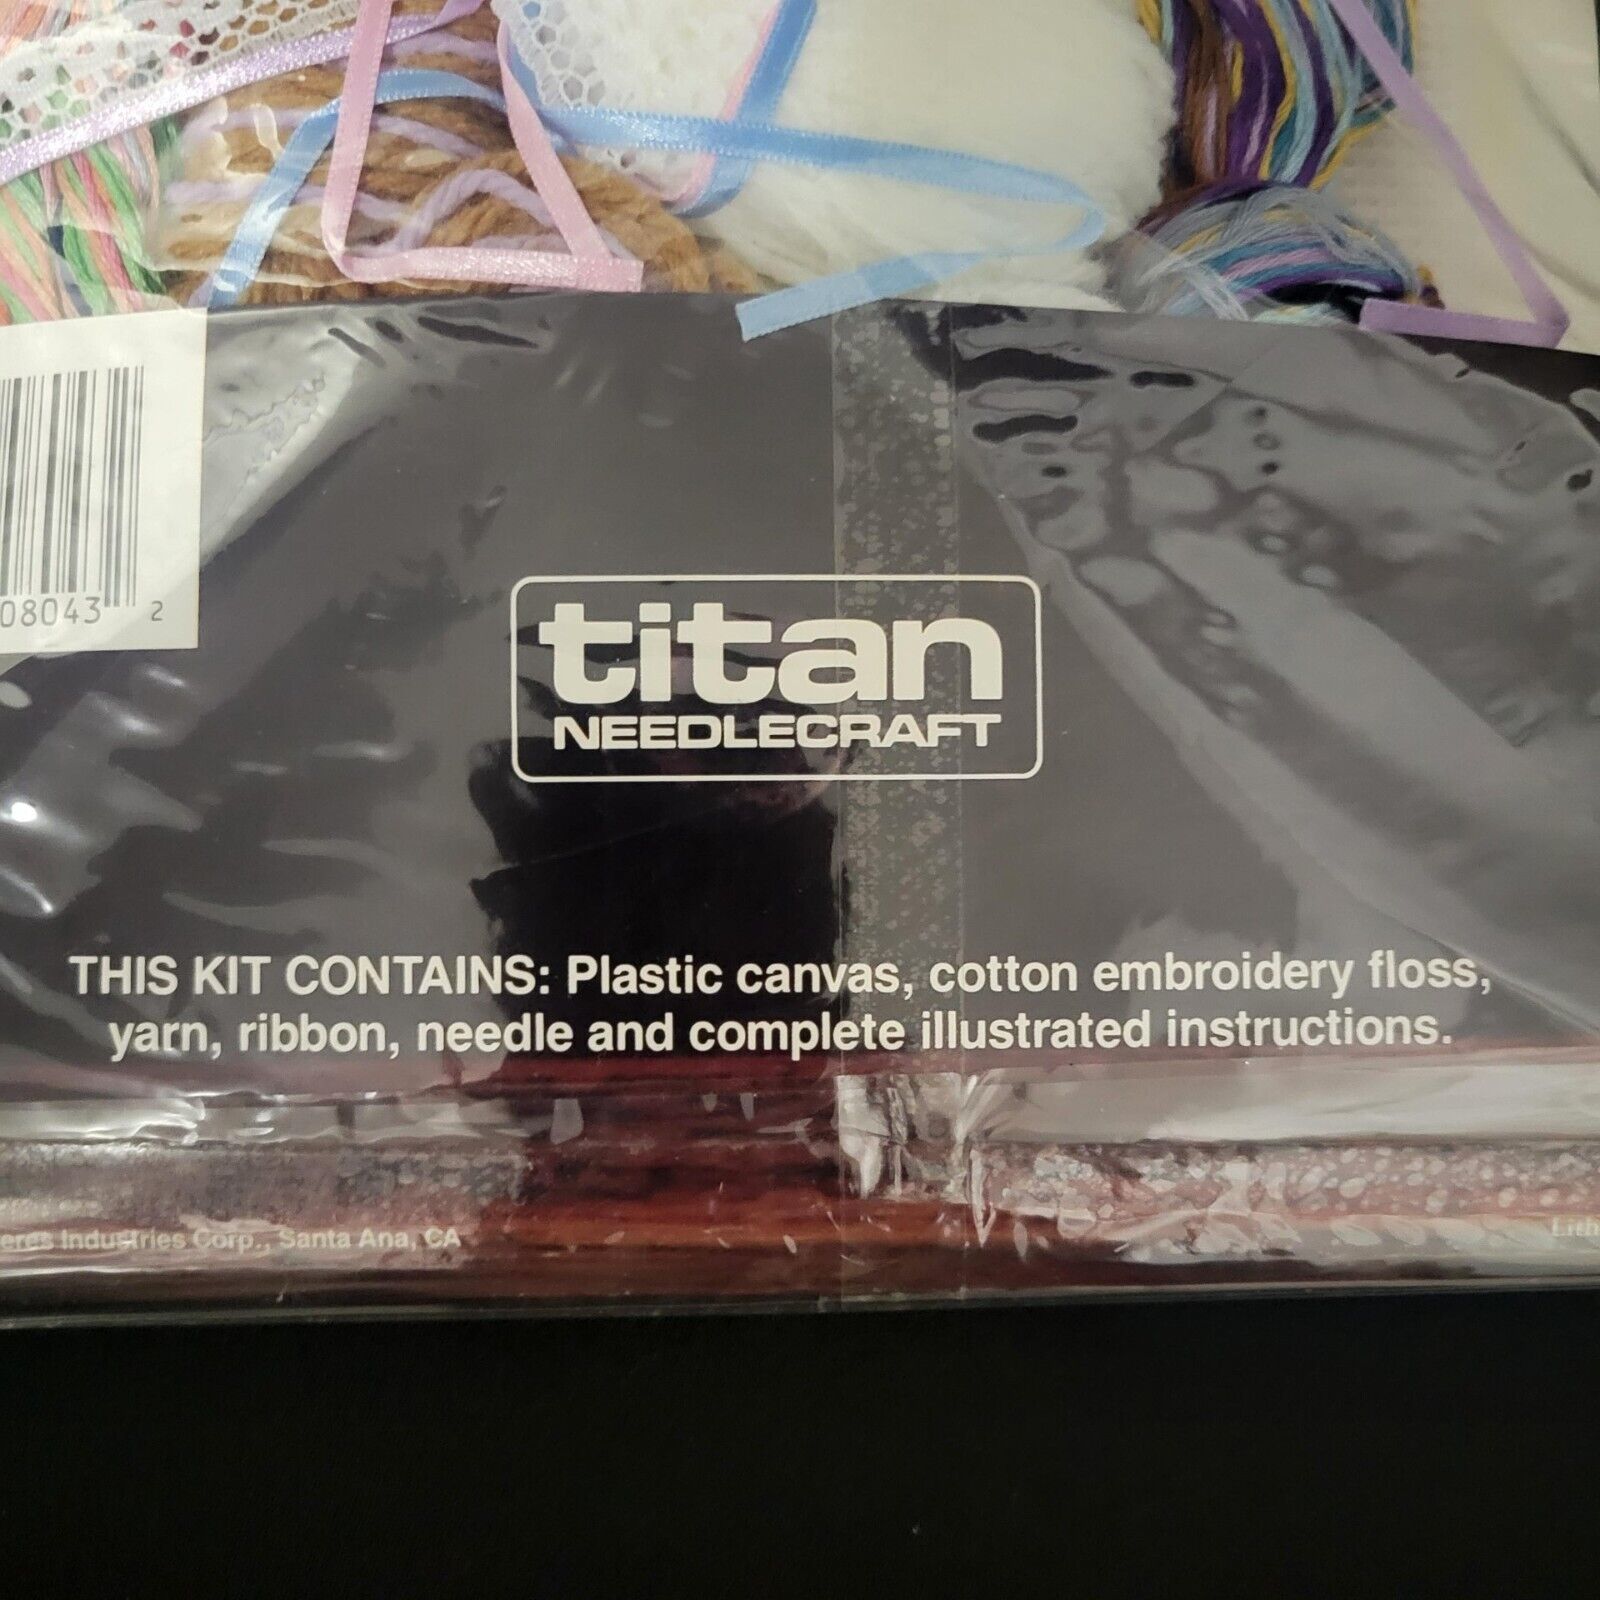 08043 2
titan
NEEDLECRAFT
THIS KIT CONTAINS: Plastic canvas, cotton embroidery floss,
yarn, ribbon, needle and complete illustrated instructions.
Industries Corp., Santa Ana, CA